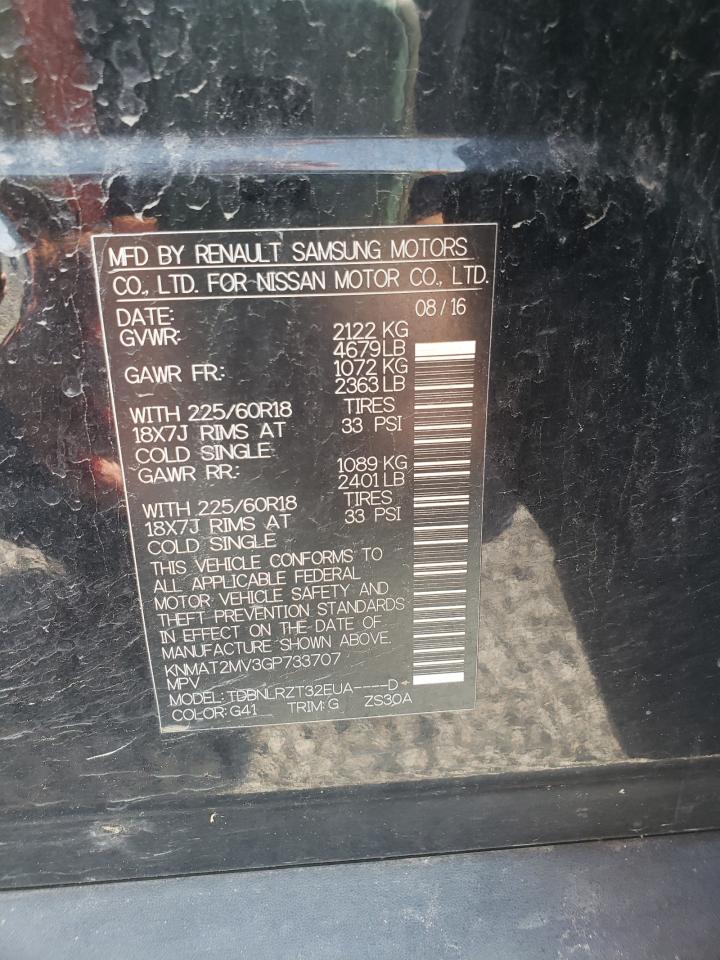 MFD BY RENAULT SAMSUNG MOTORS
CO., LTD. FOR NISSAN MOTOR CO., LTD.
DATE: 08/16
GVWR: 2122 KG
4679LB
GAWR FR: 1072 KG
2363LB
WITH 225/60R18 TIRES
18X7J RIMS AT 33 PSI
COLD SINGLE
GAWR RR: 1089 KG
2401LB
WITH 225/60R18 TIRES
18X7J RIMS AT 33 PSI
COLD SINGLE
THIS VEHICLE CONFORMS TO
ALL APPLICABLE FEDERAL
MOTOR VEHICLE SAFETY AND
THEFT PREVENTION STANDARDS
IN EFFECT ON THE DATE OF
MANUFACTURE SHOWN ABOVE.
KNMAT2MV3GP733707
MPV
MODEL: TDBNLRZT32EUA----D
COLOR: G41 TRIM: G ZS30A